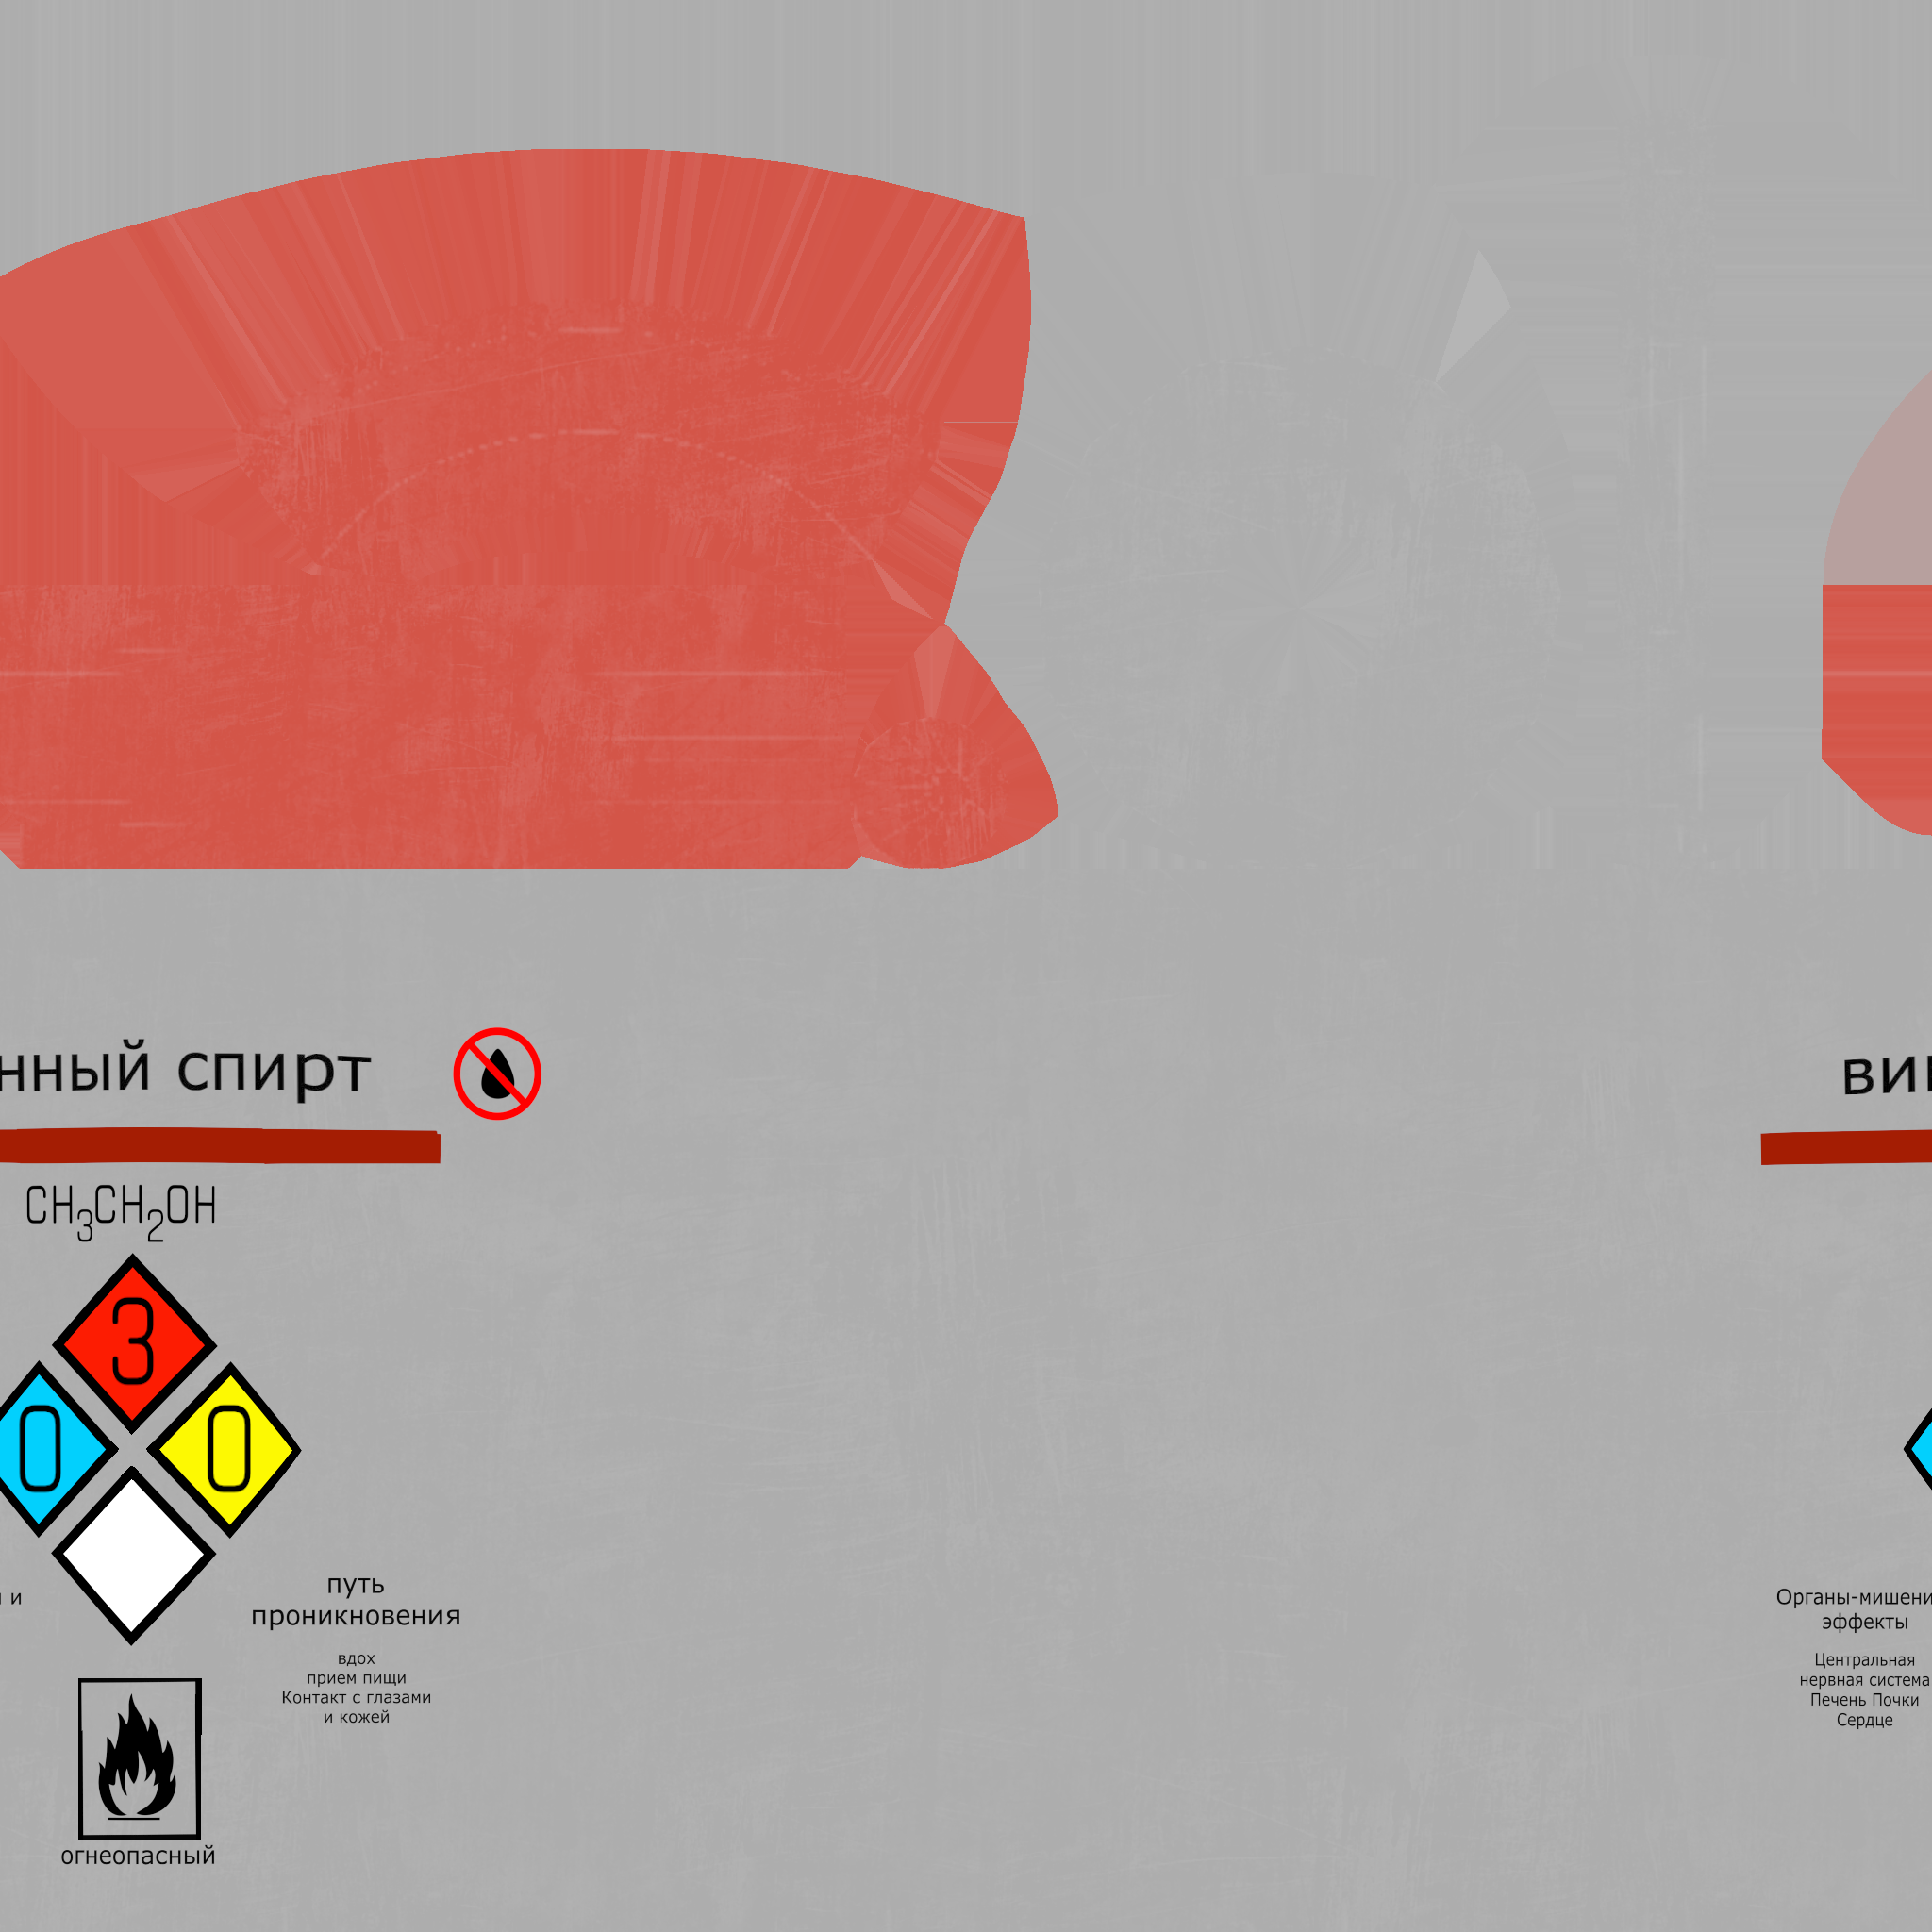 нный спирт
CH₃CH₂OH
3
0
0
и
путь
проникновения
вдох
прием пищи
Контакт с глазами
и кожей
огнеопасный
вин
Органы-мишени
эффекты
Центральная
нервная система
Печень Почки
Сердце